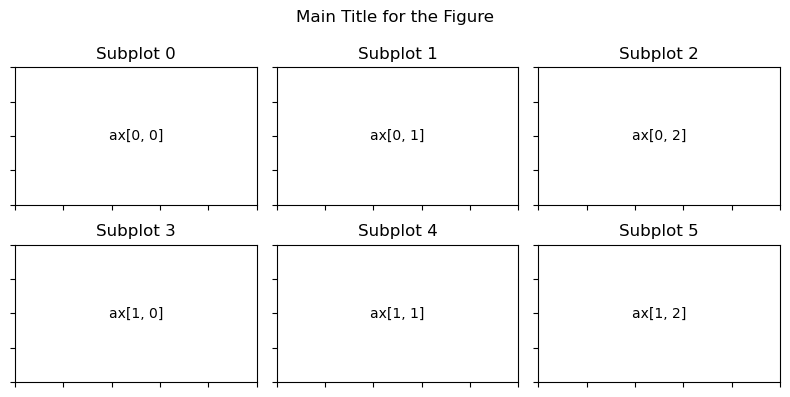 Main Title for the Figure
Subplot 0
Subplot 1
Subplot 2
ax[0, 0]
ax[0, 1]
ax[0, 2]
Subplot 3
Subplot 4
Subplot 5
ax[1, 0]
ax[1, 1]
ax[1, 2]